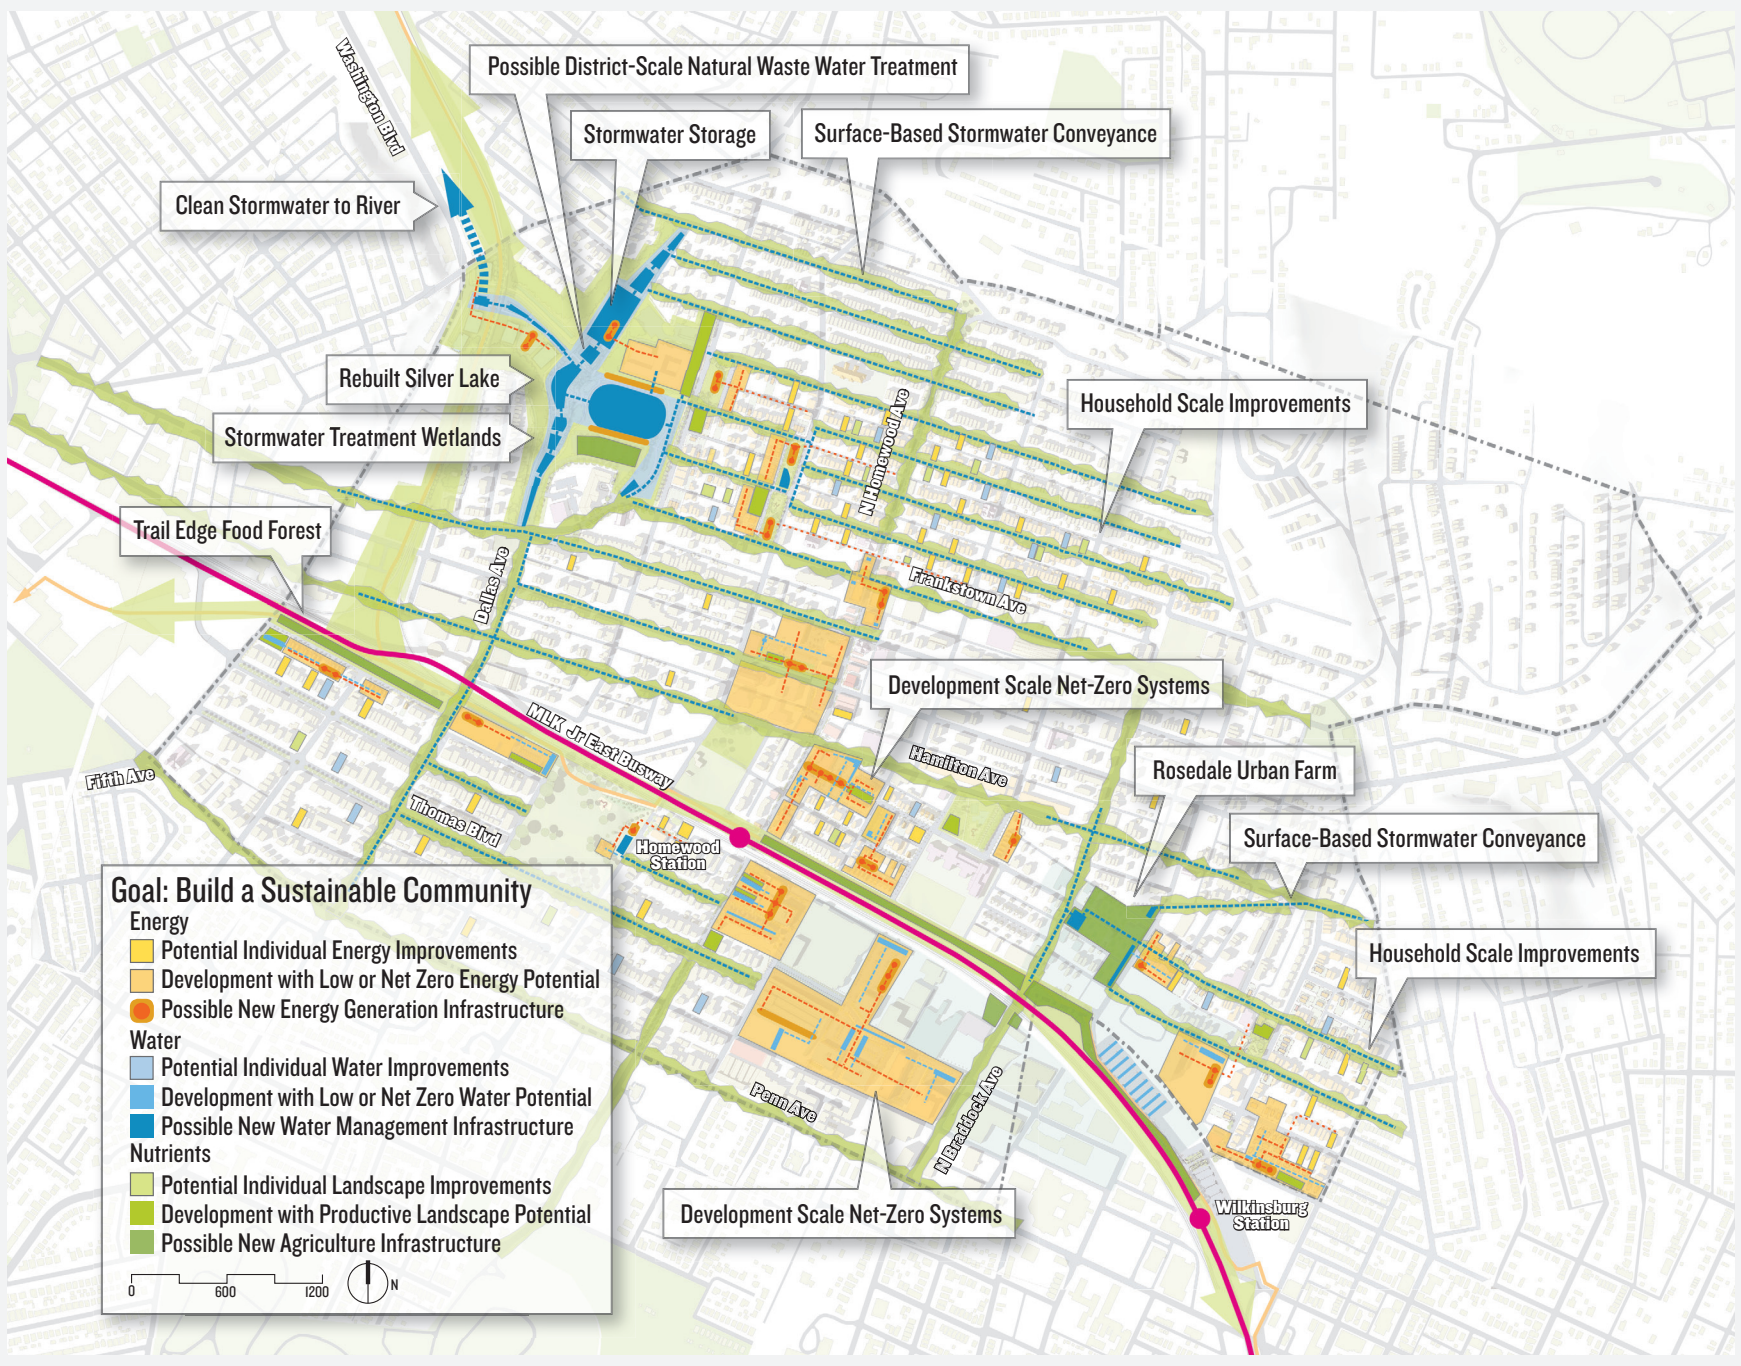 Washington Blvd
Possible District-Scale Natural Waste Water Treatment
Stormwater Storage
Surface-Based Stormwater Conveyance
Clean Stormwater to River
Rebuilt Silver Lake
Household Scale Improvements
Stormwater Treatment Wetlands
N Homewood Ave
Trail Edge Food Forest
Dallas Ave
Frankstown Ave
Development Scale Net-Zero Systems
MLK Jr East Busway
Hamilton Ave
Rosedale Urban Farm
Fifth Ave
Thomas Blvd
Surface-Based Stormwater Conveyance
Homewood
Station
Household Scale Improvements
Penn Ave
N Braddock Ave
Development Scale Net-Zero Systems
Wilkinsburg
Station
Goal: Build a Sustainable Community
Energy
Potential Individual Energy Improvements
Development with Low or Net Zero Energy Potential
Possible New Energy Generation Infrastructure
Water
Potential Individual Water Improvements
Development with Low or Net Zero Water Potential
Possible New Water Management Infrastructure
Nutrients
Potential Individual Landscape Improvements
Development with Productive Landscape Potential
Possible New Agriculture Infrastructure
0 600 1200
N